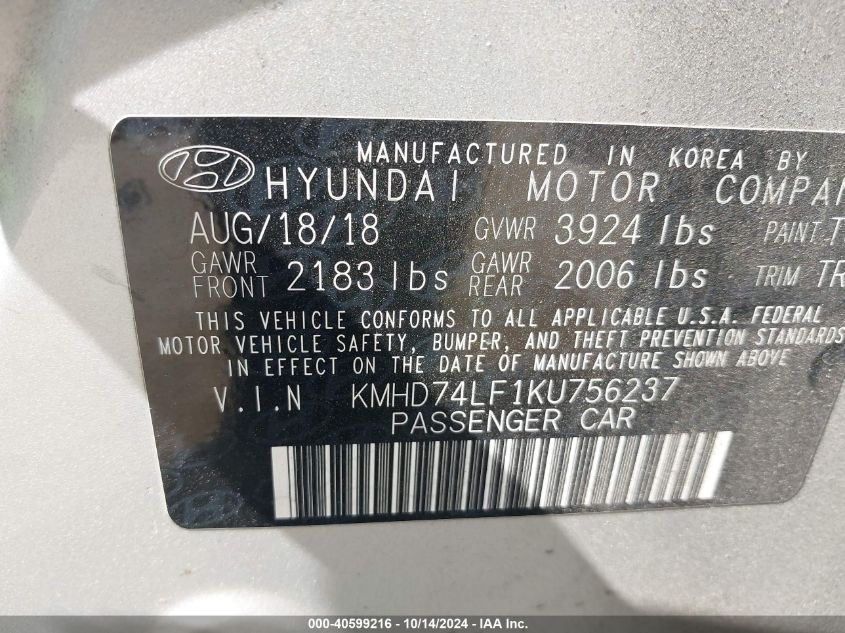 MANUFACTURED IN KOREA BY
HYUNDAI MOTOR
AUG/18/18 GVWR 3924 lbs PAINT
GAWR FRONT 2183 lbs GAWR REAR 2006 lbs TRIM
THIS VEHICLE CONFORMS TO ALL APPLICABLE U.S.A. FEDERAL
MOTOR VEHICLE SAFETY, BUMPER, AND THEFT PREVENTION STANDARDS
IN EFFECT ON THE DATE OF MANUFACTURE SHOWN ABOVE
V.I.N KMHD74LF1KU756237
PASSENGER CAR
000-40599216 - 10/14/2024 - IAA Inc.